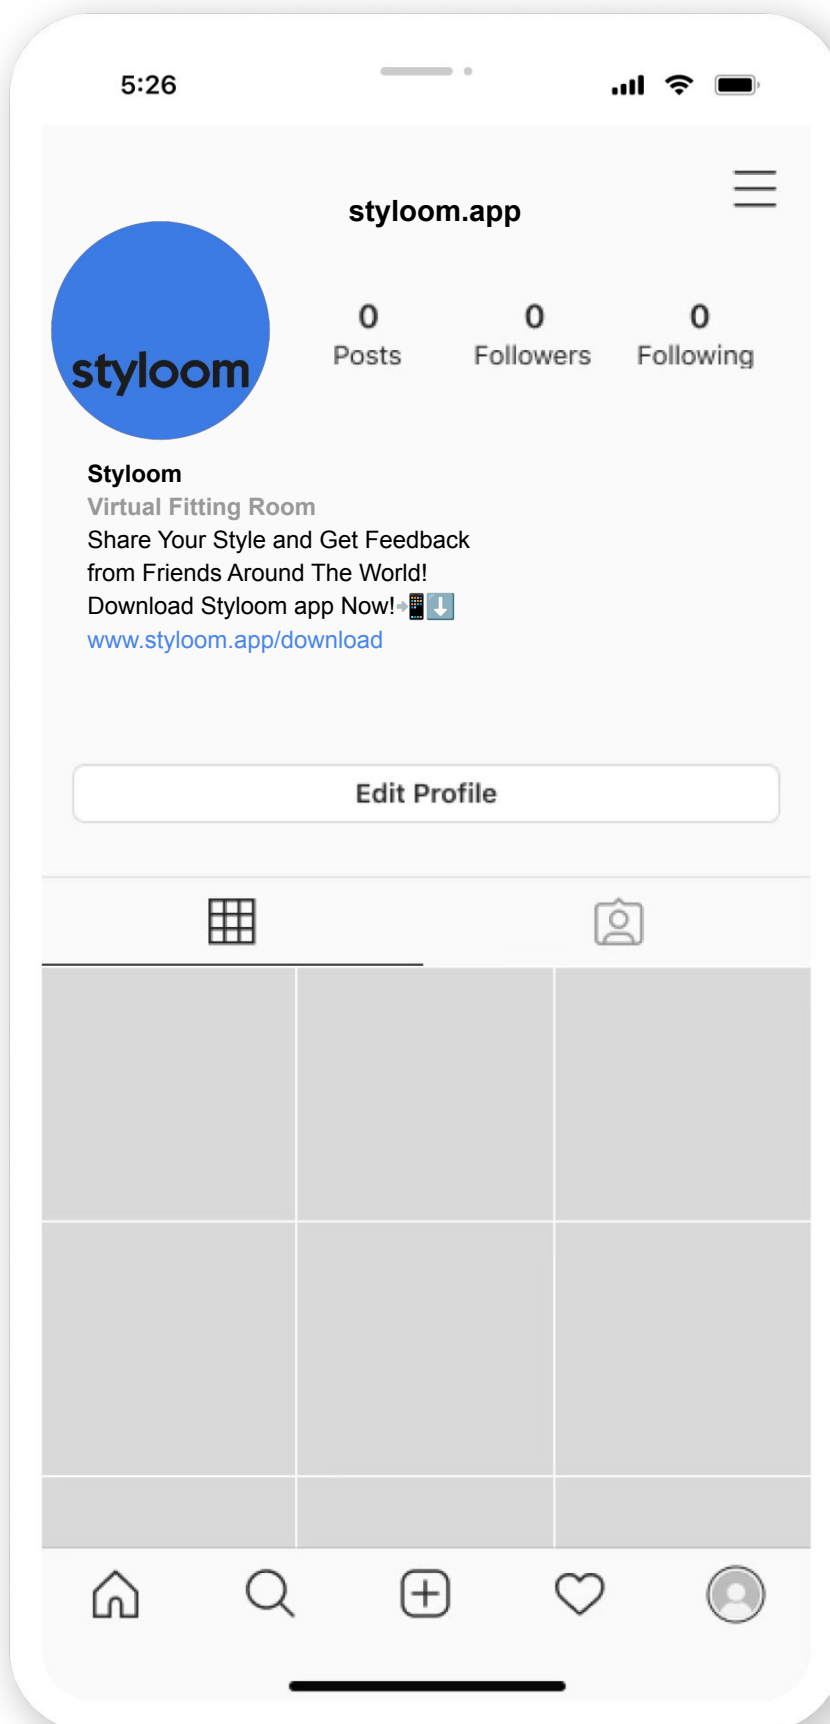 5:26
styloom.app
styloom
0 0 0
Posts Followers Following
Styloom
Virtual Fitting Room
Share Your Style and Get Feedback
from Friends Around The World!
Download Styloom app Now!📲⬇️
www.styloom.app/download
Edit Profile